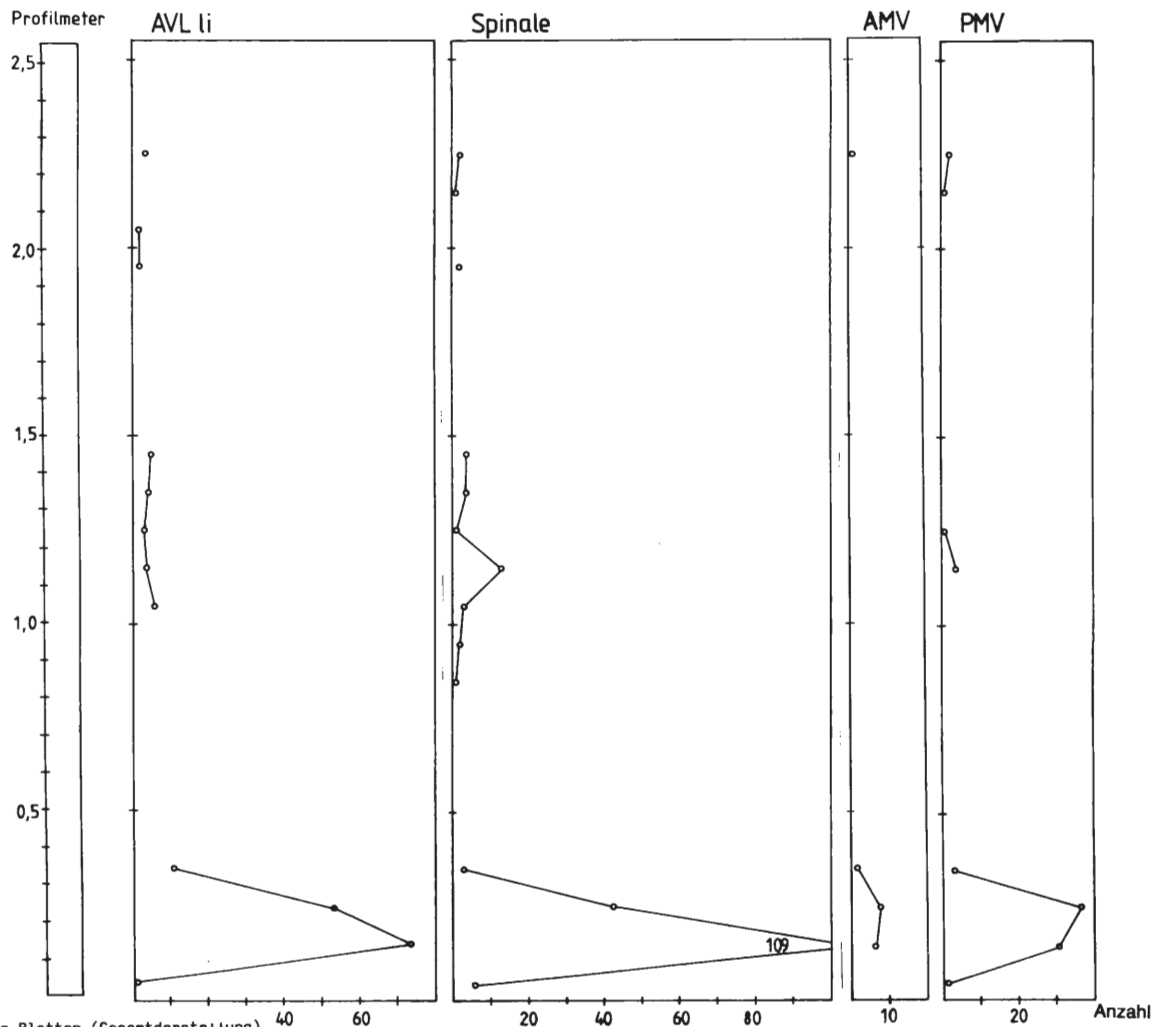 Profilmeter
AVL li
Spinale
AMV
PMV
2,5
2,0
1,5
1,0
0,5
109
40 60
20 40 60 80
10
20
Anzahl
Platten (Gesamtdarstellung)